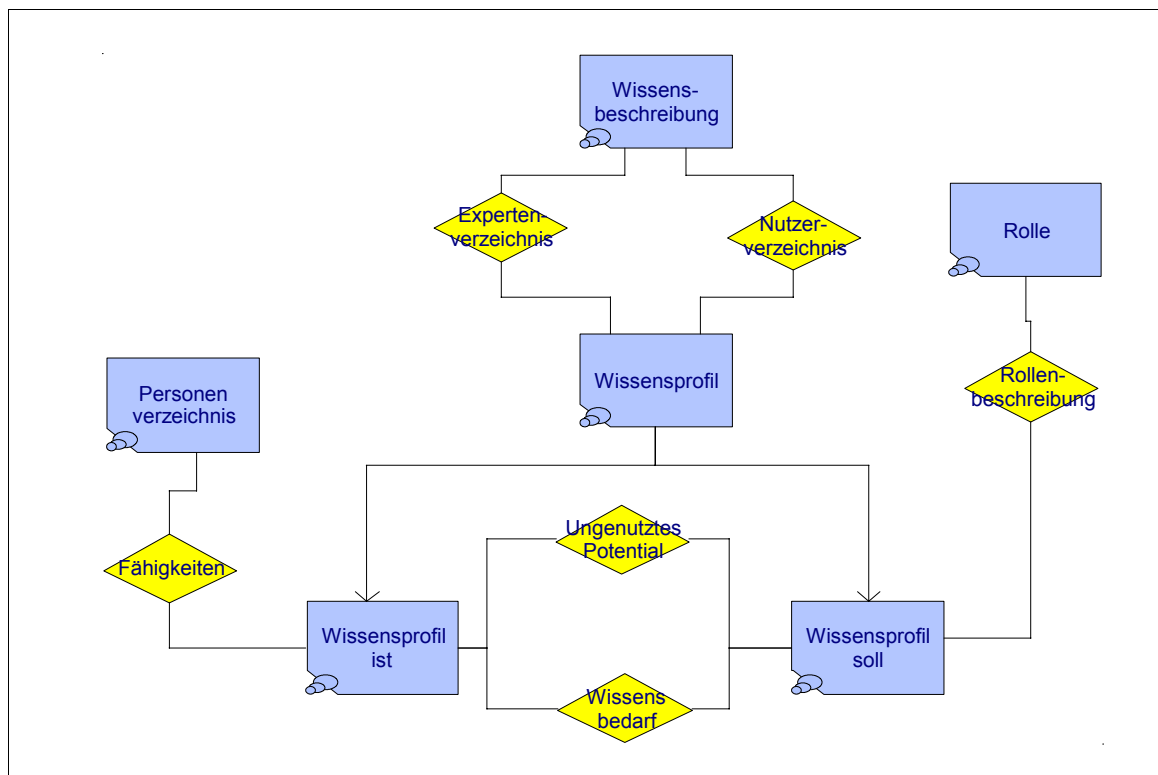 Wissens-
beschreibung
Experten-
verzeichnis
Nutzer-
verzeichnis
Rolle
Wissensprofil
Personen
verzeichnis
Rollen-
beschreibung
Ungenutztes
Potential
Fähigkeiten
Wissensprofil
ist
Wissensprofil
soll
Wissens
bedarf